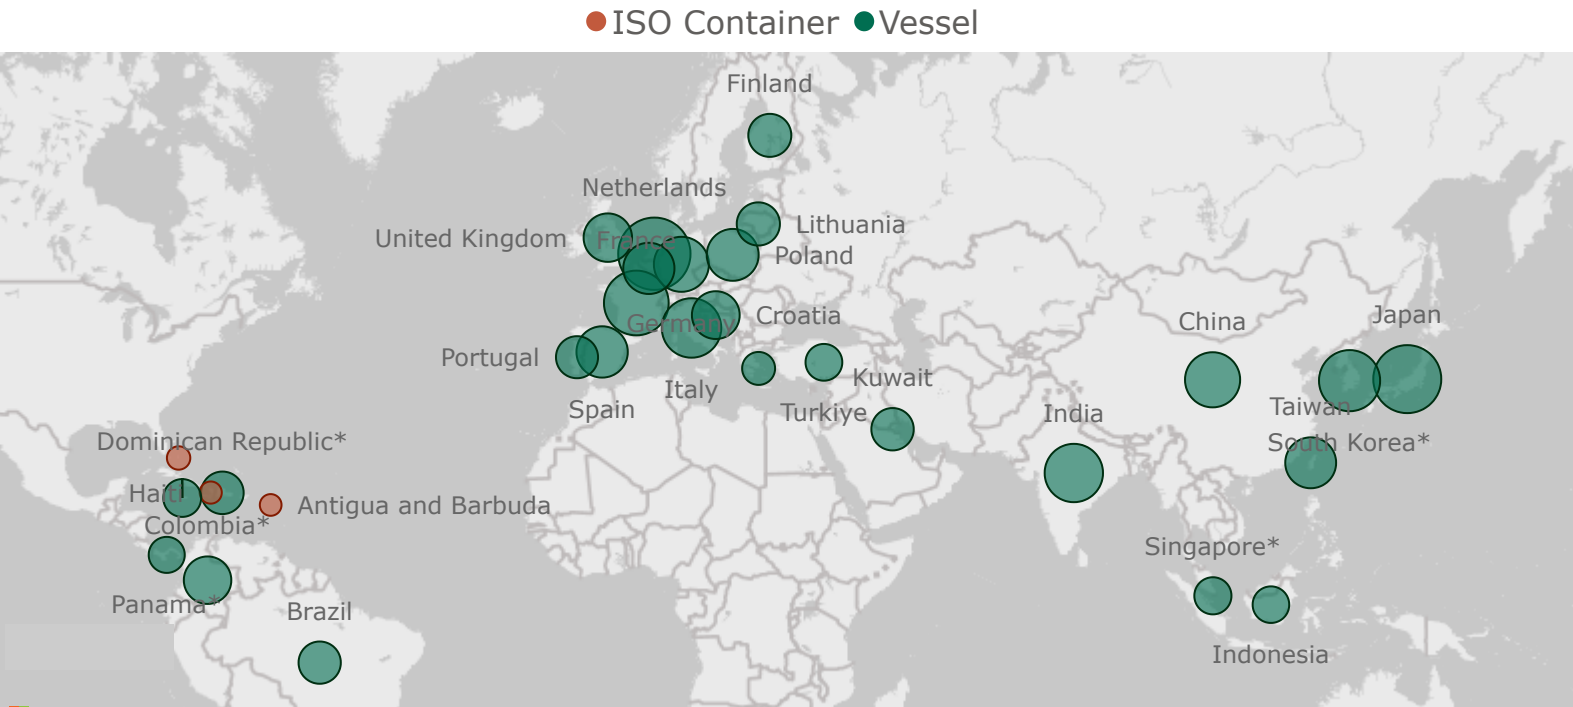 ISO Container Vessel
Finland
Netherlands
United Kingdom
France
Lithuania
Poland
Germany
Croatia
Portugal
Italy
Spain
Kuwait
Turkiye
China
Japan
India
Taiwan
South Korea*
Dominican Republic*
Haiti
Antigua and Barbuda
Colombia*
Panama*
Brazil
Singapore*
Indonesia